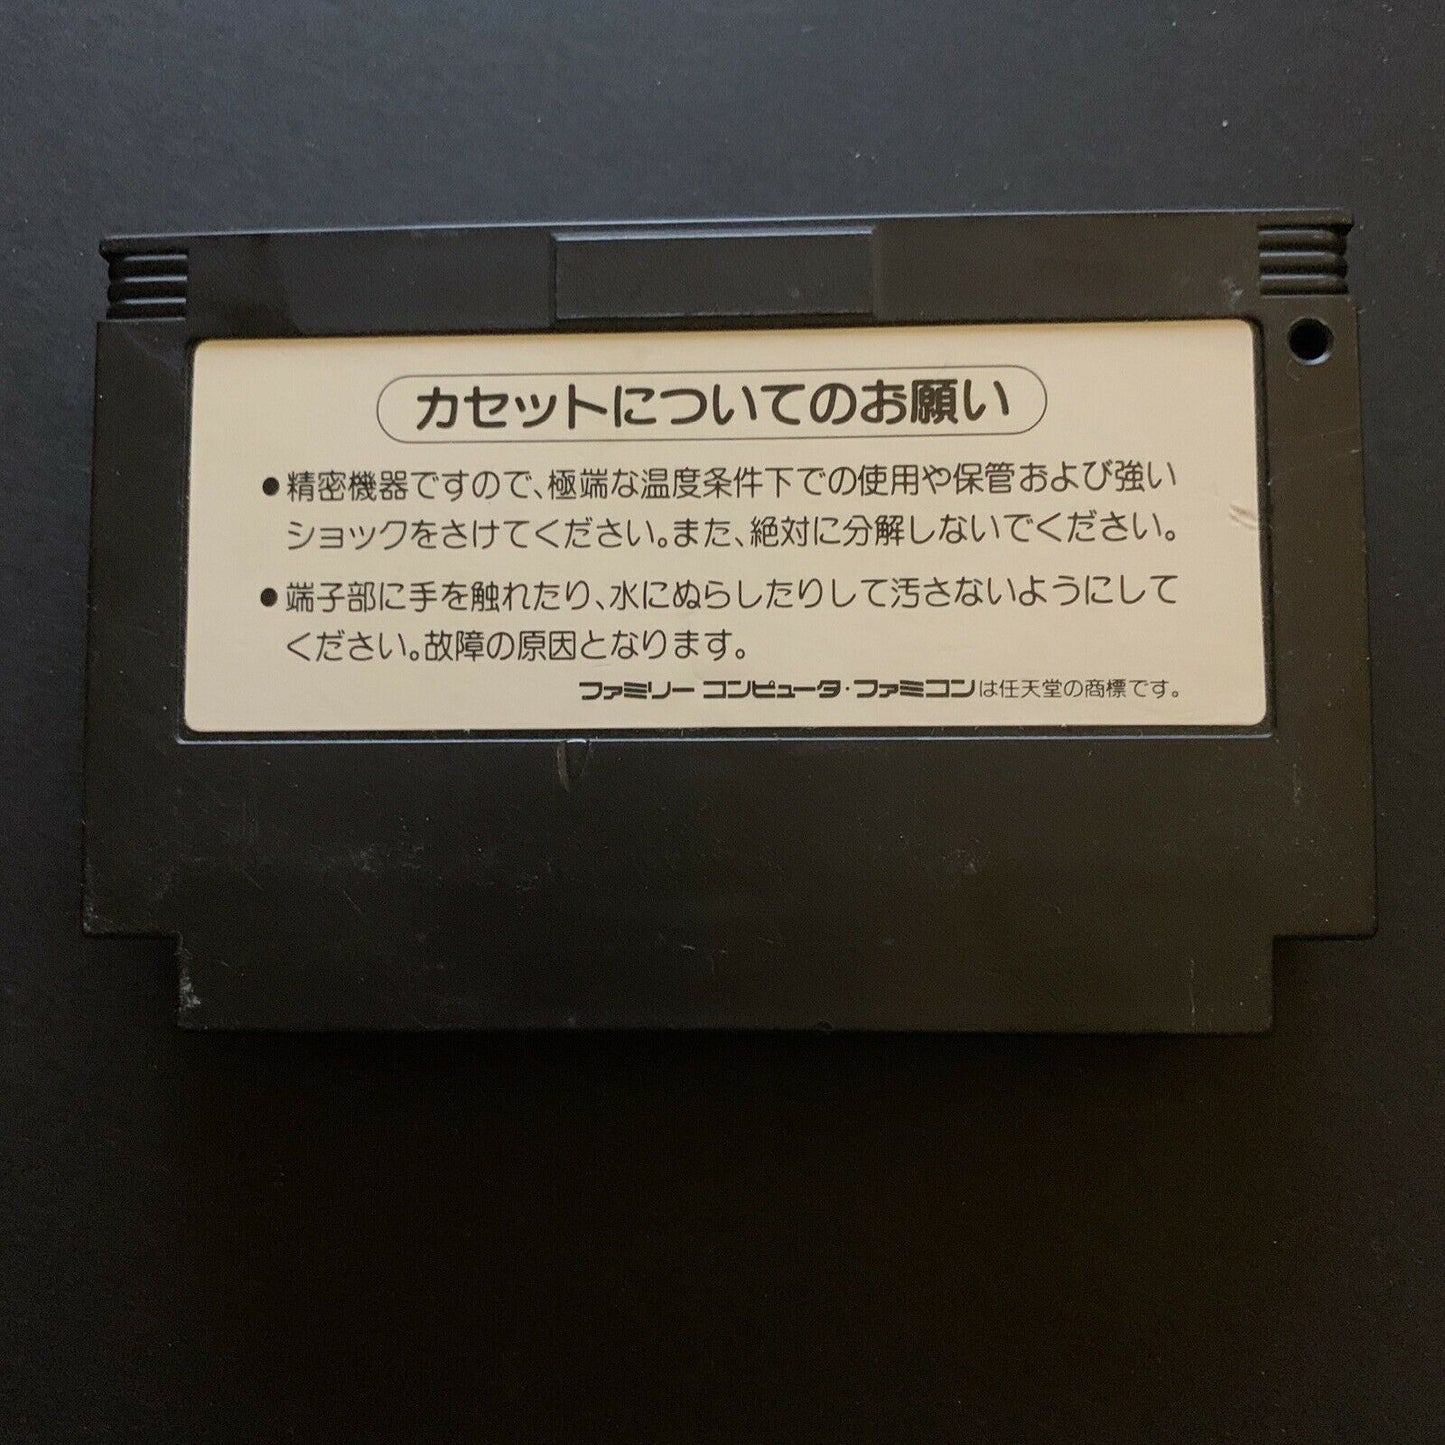 カセットについてのお願い
●精密機器ですので、極端な温度条件下での使用や保管および強い
ショックをさけてください。また、絶対に分解しないでください。
●端子部に手を触れたり、水にぬらしたりして汚さないようにして
ください。故障の原因となります。
ファミリー コンピュータ・ファミコンは任天堂の商標です。